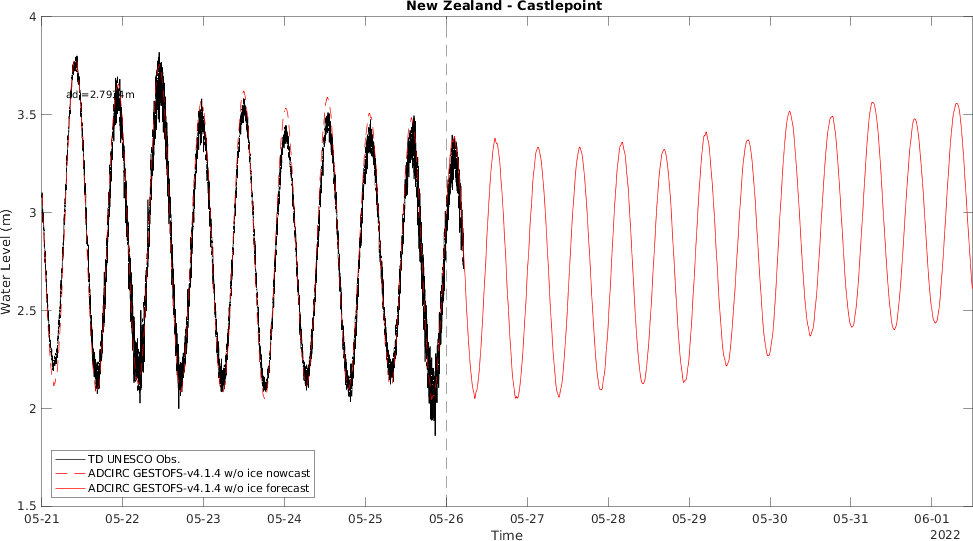 New Zealand - Castlepoint
4
3.5
3
2.5
2
1.5
Water Level (m)
TD UNESCO Obs.
ADCIRC GESTOFS-v4.1.4 w/o ice nowcast
ADCIRC GESTOFS-v4.1.4 w/o ice forecast
05-21 05-22 05-23 05-24 05-25 05-26 05-27 05-28 05-29 05-30 05-31 06-01
Time
2022